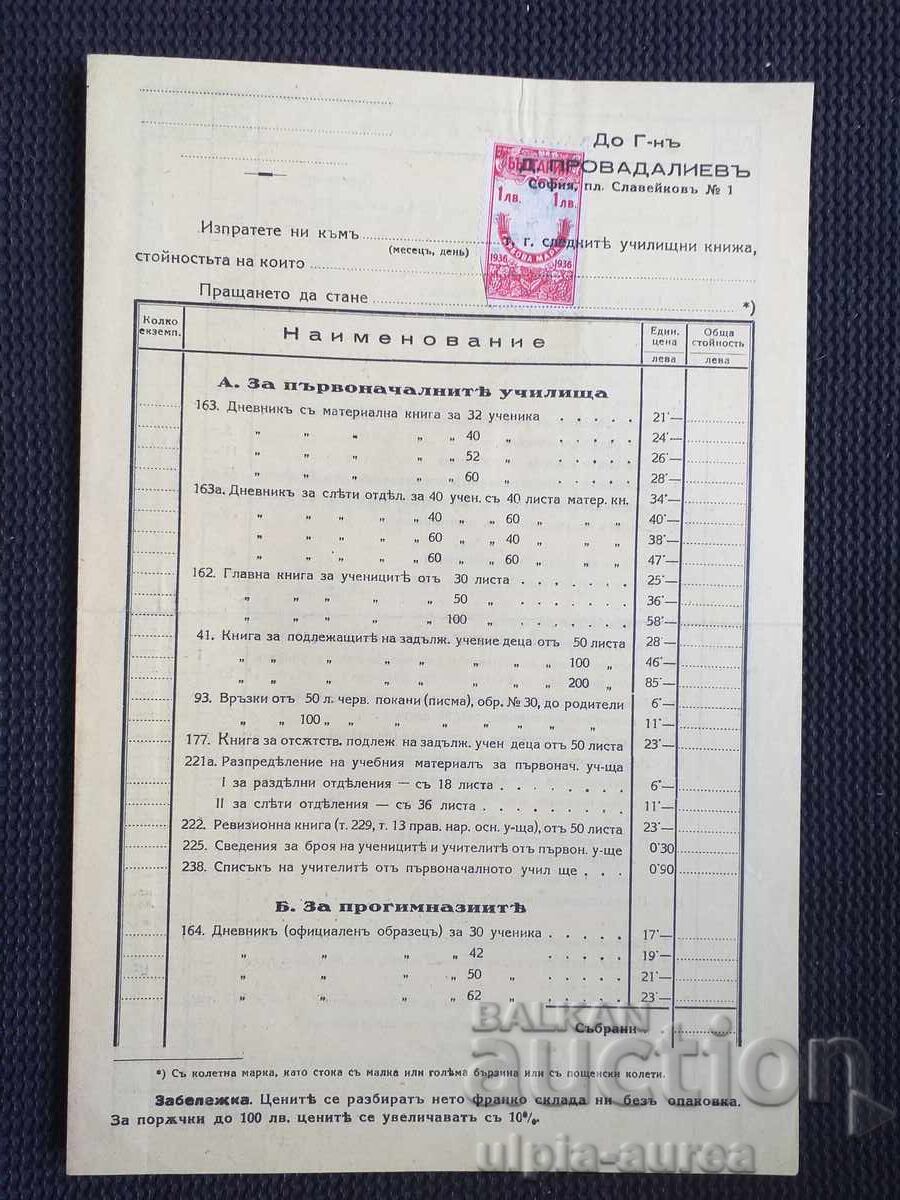 До Г-нъ
Д. ПРОВАДАЛИЕВЪ
София, пл. Славейковъ № 1
БЪЛГАРИЯ
1 лв. 1 лв.
ГЕРБОВА МАРКА
1936 1936
Изпратете ни къмъ т. г. следнитѣ училищни книжа,
(месецъ, день)
стойностьта на които
Пращането да стане *)
Колко екземп. Наименование Един. цена Обща стойность
лева лева
А. За първоначалнитѣ училища
163. Дневникъ съ материална книга за 32 ученика . . . . . 21·—
„ „ „ „ „ 40 „ . . . . . 24·—
„ „ „ „ „ 52 „ . . . . . 26·—
„ „ „ „ „ 60 „ . . . . . 28·—
163а. Дневникъ за слѣти отдѣл. за 40 учен. съ 40 листа матер. кн. 34·—
„ „ „ „ „ 40 „ „ 60 „ „ „ 40·—
„ „ „ „ „ 60 „ „ 40 „ „ „ 38·—
„ „ „ „ „ 60 „ „ 60 „ „ „ 47·—
162. Главна книга за ученицитѣ отъ 30 листа . . . . . . . 25·—
„ „ „ „ „ 50 „ . . . . . . . 36·—
„ „ „ „ „ 100 „ . . . . . . . 58·—
41. Книга за подлежащитѣ на задълж. учение деца отъ 50 листа 28·—
„ „ „ „ „ „ „ „ 100 „ 46·—
„ „ „ „ „ „ „ „ 200 „ 85·—
93. Връзки отъ 50 л. черв. покани (писма), обр. № 30, до родители 6·—
„ „ 100 „ „ „ „ „ „ „ 11·—
177. Книга за отсѫтств. подлеж на задълж. учен деца отъ 50 листа 23·—
221а. Разпредѣление на учебния материалъ за първонач. уч-ща
I за раздѣлни отдѣления — съ 18 листа . . . . . . . 6·—
II за слѣти отдѣления — съ 36 листа . . . . . . . . 11·—
222. Ревизионна книга (т. 229, т. 13 прав. нар. осн. у-ща), отъ 50 листа 23·—
225. Сведения за броя на ученицитѣ и учителитѣ отъ първон. у-ще 0·30
238. Списъкъ на учителитѣ отъ първоначалното учил ще . . . 0·90
Б. За прогимназиитѣ
164. Дневникъ (официаленъ образецъ) за 30 ученика . . . . . 17·—
„ „ „ „ 42 „ . . . . . 19·—
„ „ „ „ 50 „ . . . . . 21·—
„ „ „ „ 62 „ . . . . . 23·—
Събрани .
*) Съ колетна марка, като стока съ малка или голѣма бързина или съ пощенски колети.
Забележка. Ценитѣ се разбиратъ нето франко склада ни безъ опаковка.
За порѫчки до 100 лв. ценитѣ се увеличаватъ съ 10%.
BALKAN
auction
ulpia-aurea